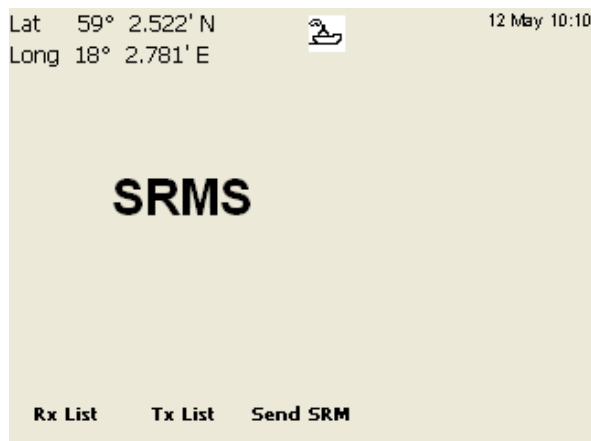 Lat 59° 2.522' N
12 May 10:10
Long 18° 2.781' E
SRMS
Rx List Tx List Send SRM